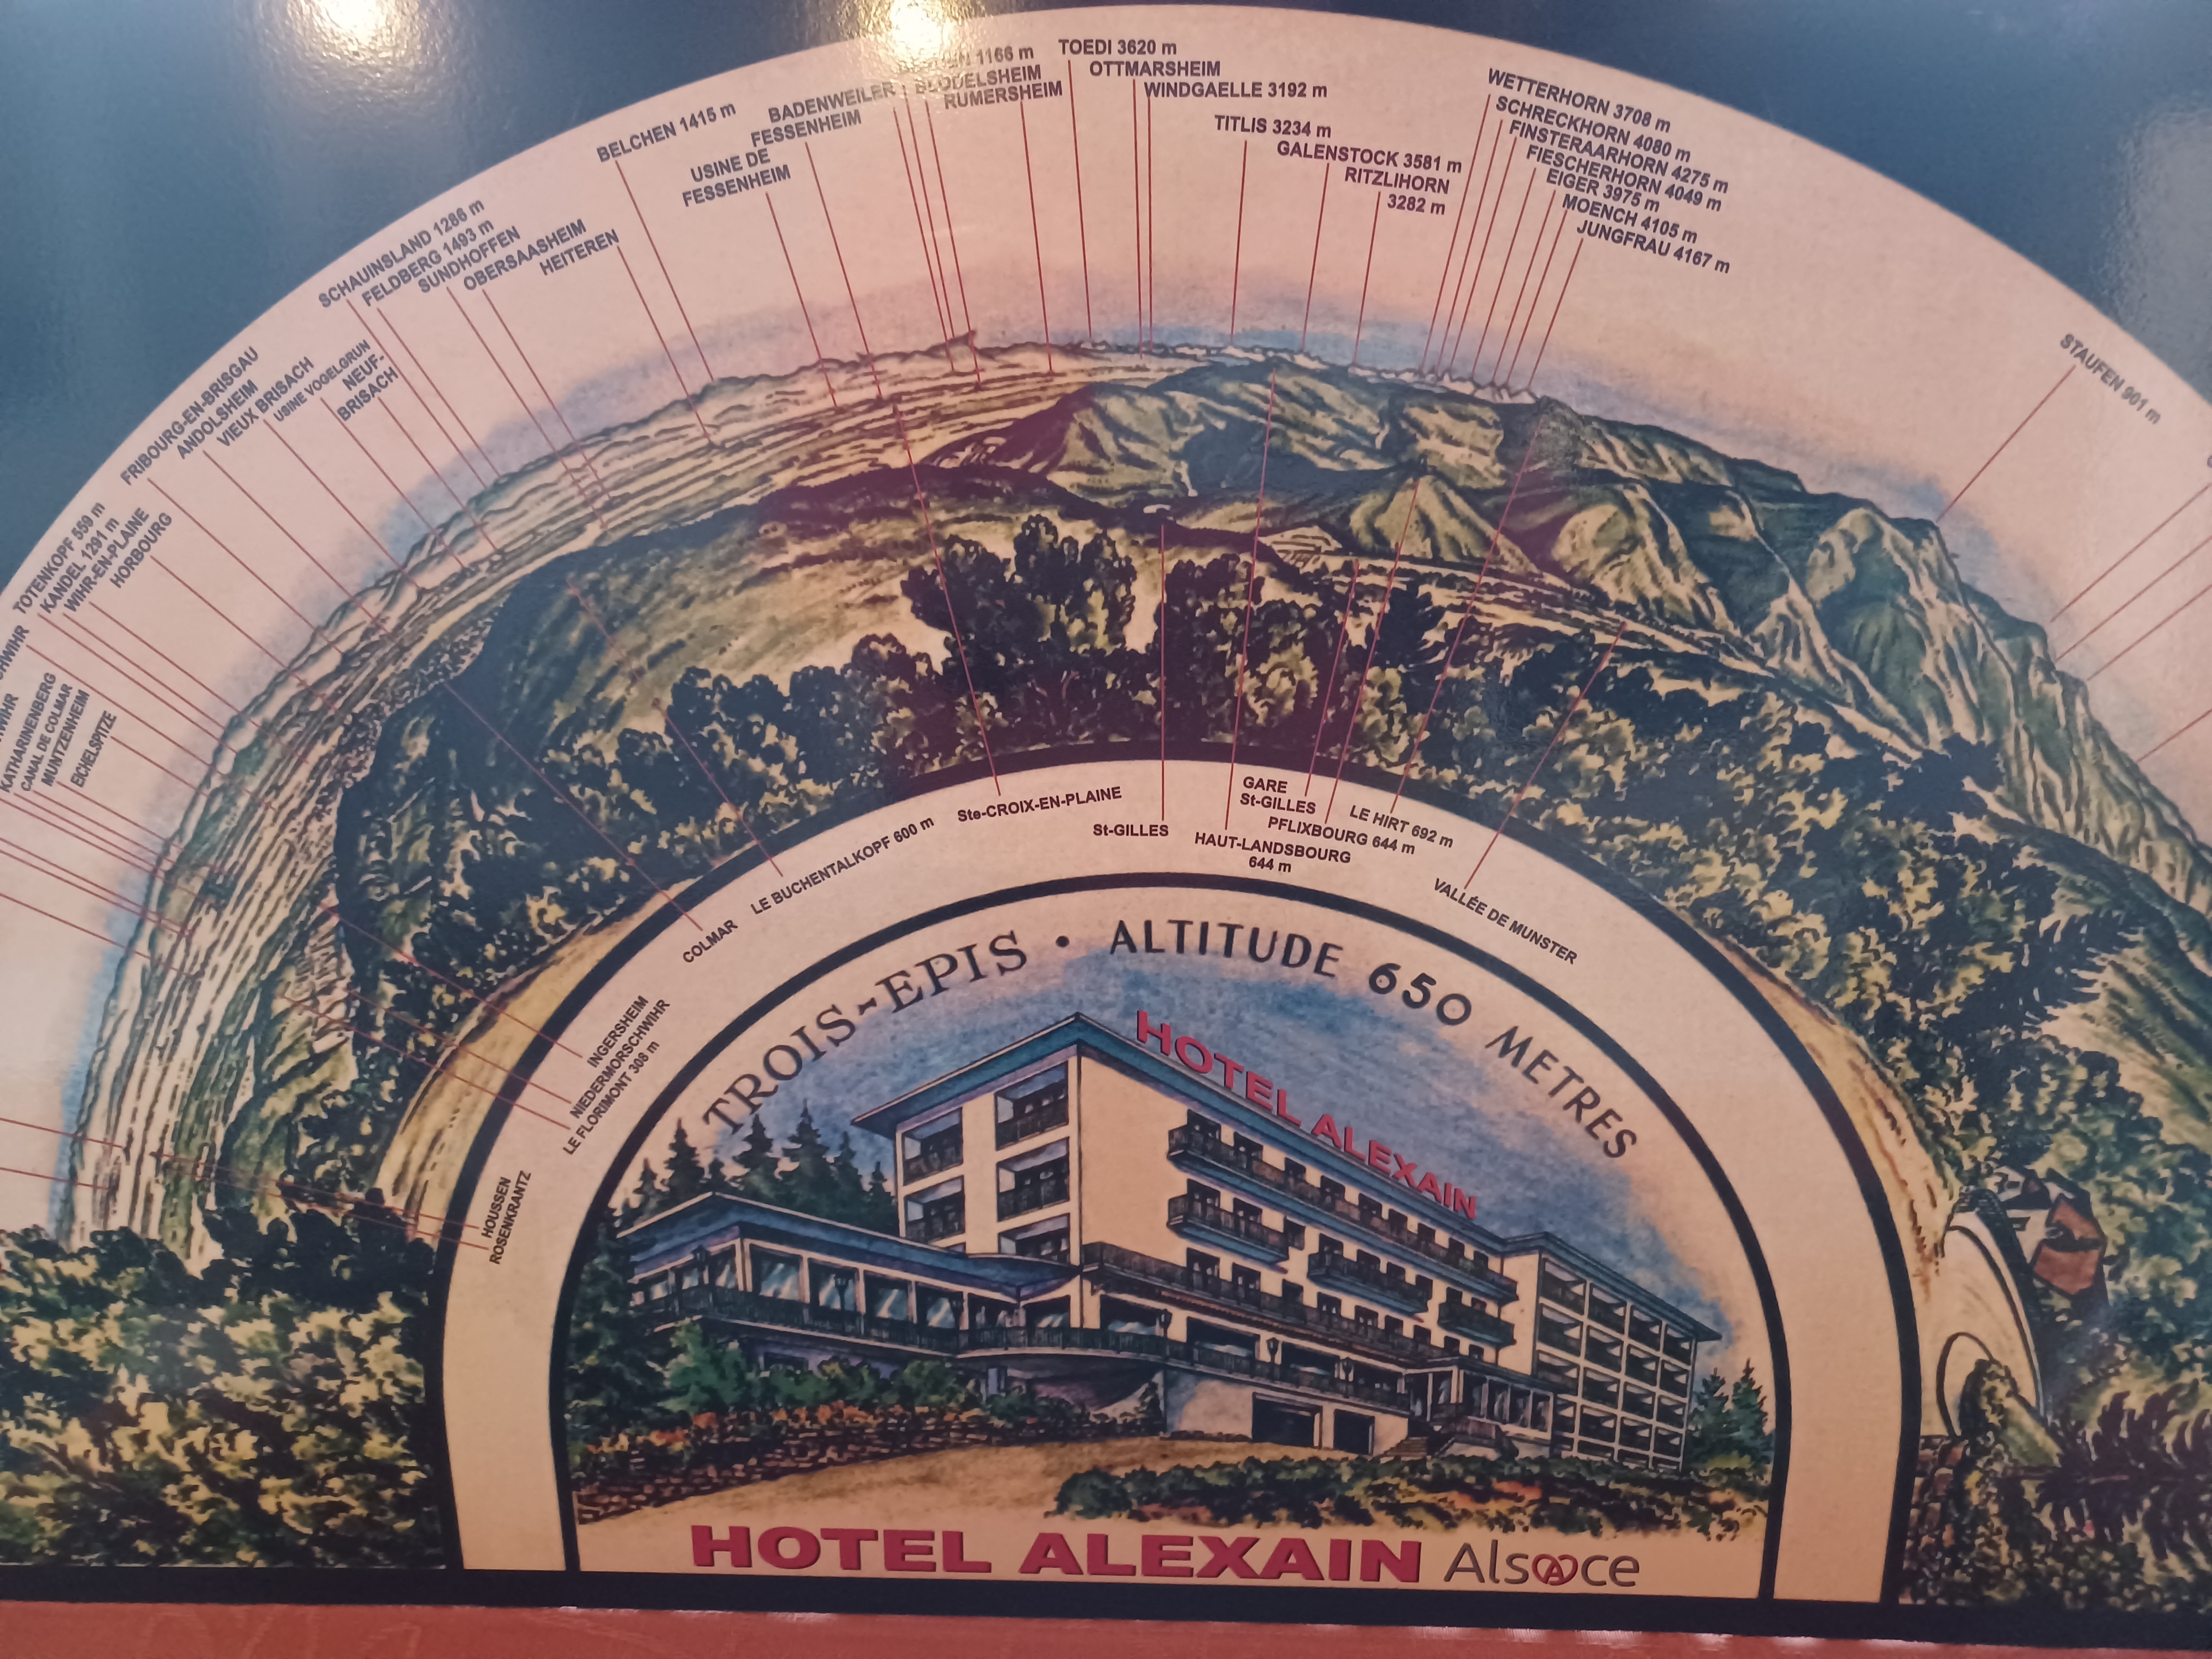 CANAL DE COLMAR
KATHARINENBERG
MUNTZENHEIM
EICHELSPITZE
TOTENKOPF 559 m
KANDEL 1291 m
WIHR-EN-PLAINE
HORBOURG
FRIBOURG-EN-BRISGAU
ANDOLSHEIM
VIEUX BRISACH
USINE VOGELGRUN
NEUF-
BRISACH
SCHAUINSLAND 1286 m
FELDBERG 1493 m
SUNDHOFFEN
OBERSAASHEIM
HEITEREN
BELCHEN 1415 m
USINE DE
FESSENHEIM
BADENWEILER
FESSENHEIM
1166 m
BLODELSHEIM
RUMERSHEIM
TOEDI 3620 m
OTTMARSHEIM
WINDGAELLE 3192 m
TITLIS 3234 m
GALENSTOCK 3581 m
RITZLIHORN
3282 m
WETTERHORN 3708 m
SCHRECKHORN 4080 m
FINSTERAARHORN 4275 m
FIESCHERHORN 4049 m
EIGER 3975 m
MOENCH 4105 m
JUNGFRAU 4167 m
STAUFEN 901 m
HOUSSEN
ROSENKRANTZ
INGERSHEIM
NIEDERMORSCHWIHR
LE FLORIMONT 308 m
COLMAR
LE BUCHENTALKOPF 600 m
Ste-CROIX-EN-PLAINE
St-GILLES
HAUT-LANDSBOURG
644 m
GARE
St-GILLES
PFLIXBOURG 644 m
LE HIRT 692 m
VALLÉE DE MUNSTER
TROIS-EPIS • ALTITUDE 650 METRES
HOTEL ALEXAIN
HOTEL ALEXAIN Alsace